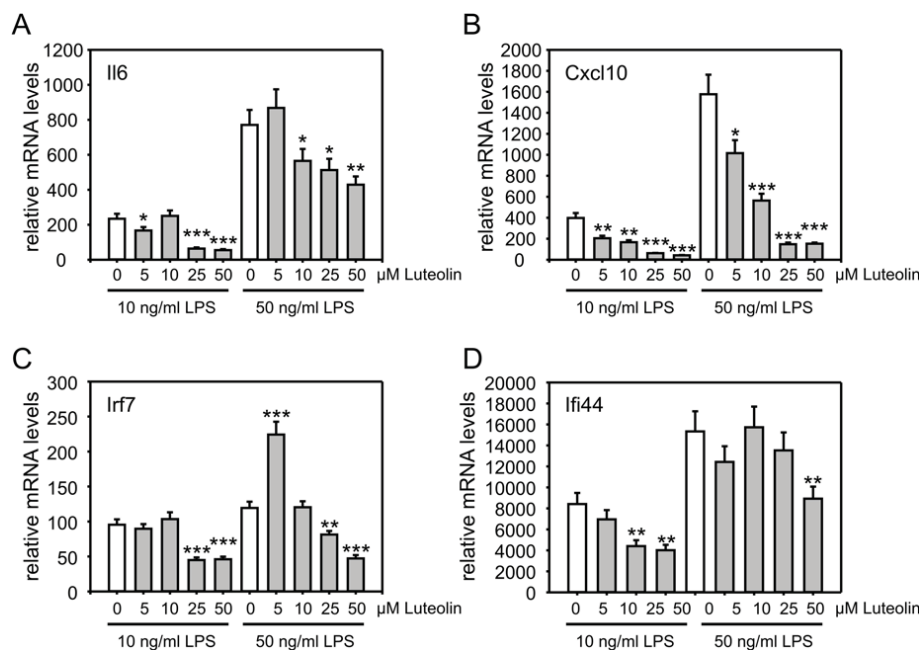 A
relative mRNA levels
1200
1000
800
600
400
200
0
Il6
*
***
***
*
*
**
0 5 10 25 50 0 5 10 25 50 µM Luteolin
10 ng/ml LPS 50 ng/ml LPS
B
relative mRNA levels
2000
1800
1600
1400
1200
1000
800
600
400
200
0
Cxcl10
**
**
***
***
*
***
***
***
0 5 10 25 50 0 5 10 25 50 µM Luteolin
10 ng/ml LPS 50 ng/ml LPS
C
relative mRNA levels
300
250
200
150
100
50
0
Irf7
***
***
***
**
***
0 5 10 25 50 0 5 10 25 50 µM Luteolin
10 ng/ml LPS 50 ng/ml LPS
D
relative mRNA levels
20000
18000
16000
14000
12000
10000
8000
6000
4000
2000
0
Ifi44
**
**
**
0 5 10 25 50 0 5 10 25 50 µM Luteolin
10 ng/ml LPS 50 ng/ml LPS